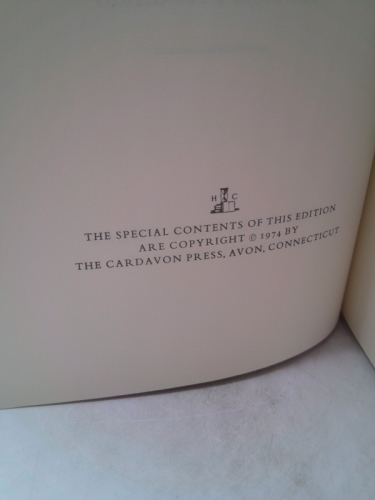 H C
THE SPECIAL CONTENTS OF THIS EDITION
ARE COPYRIGHT © 1974 BY
THE CARDAVON PRESS, AVON, CONNECTICUT